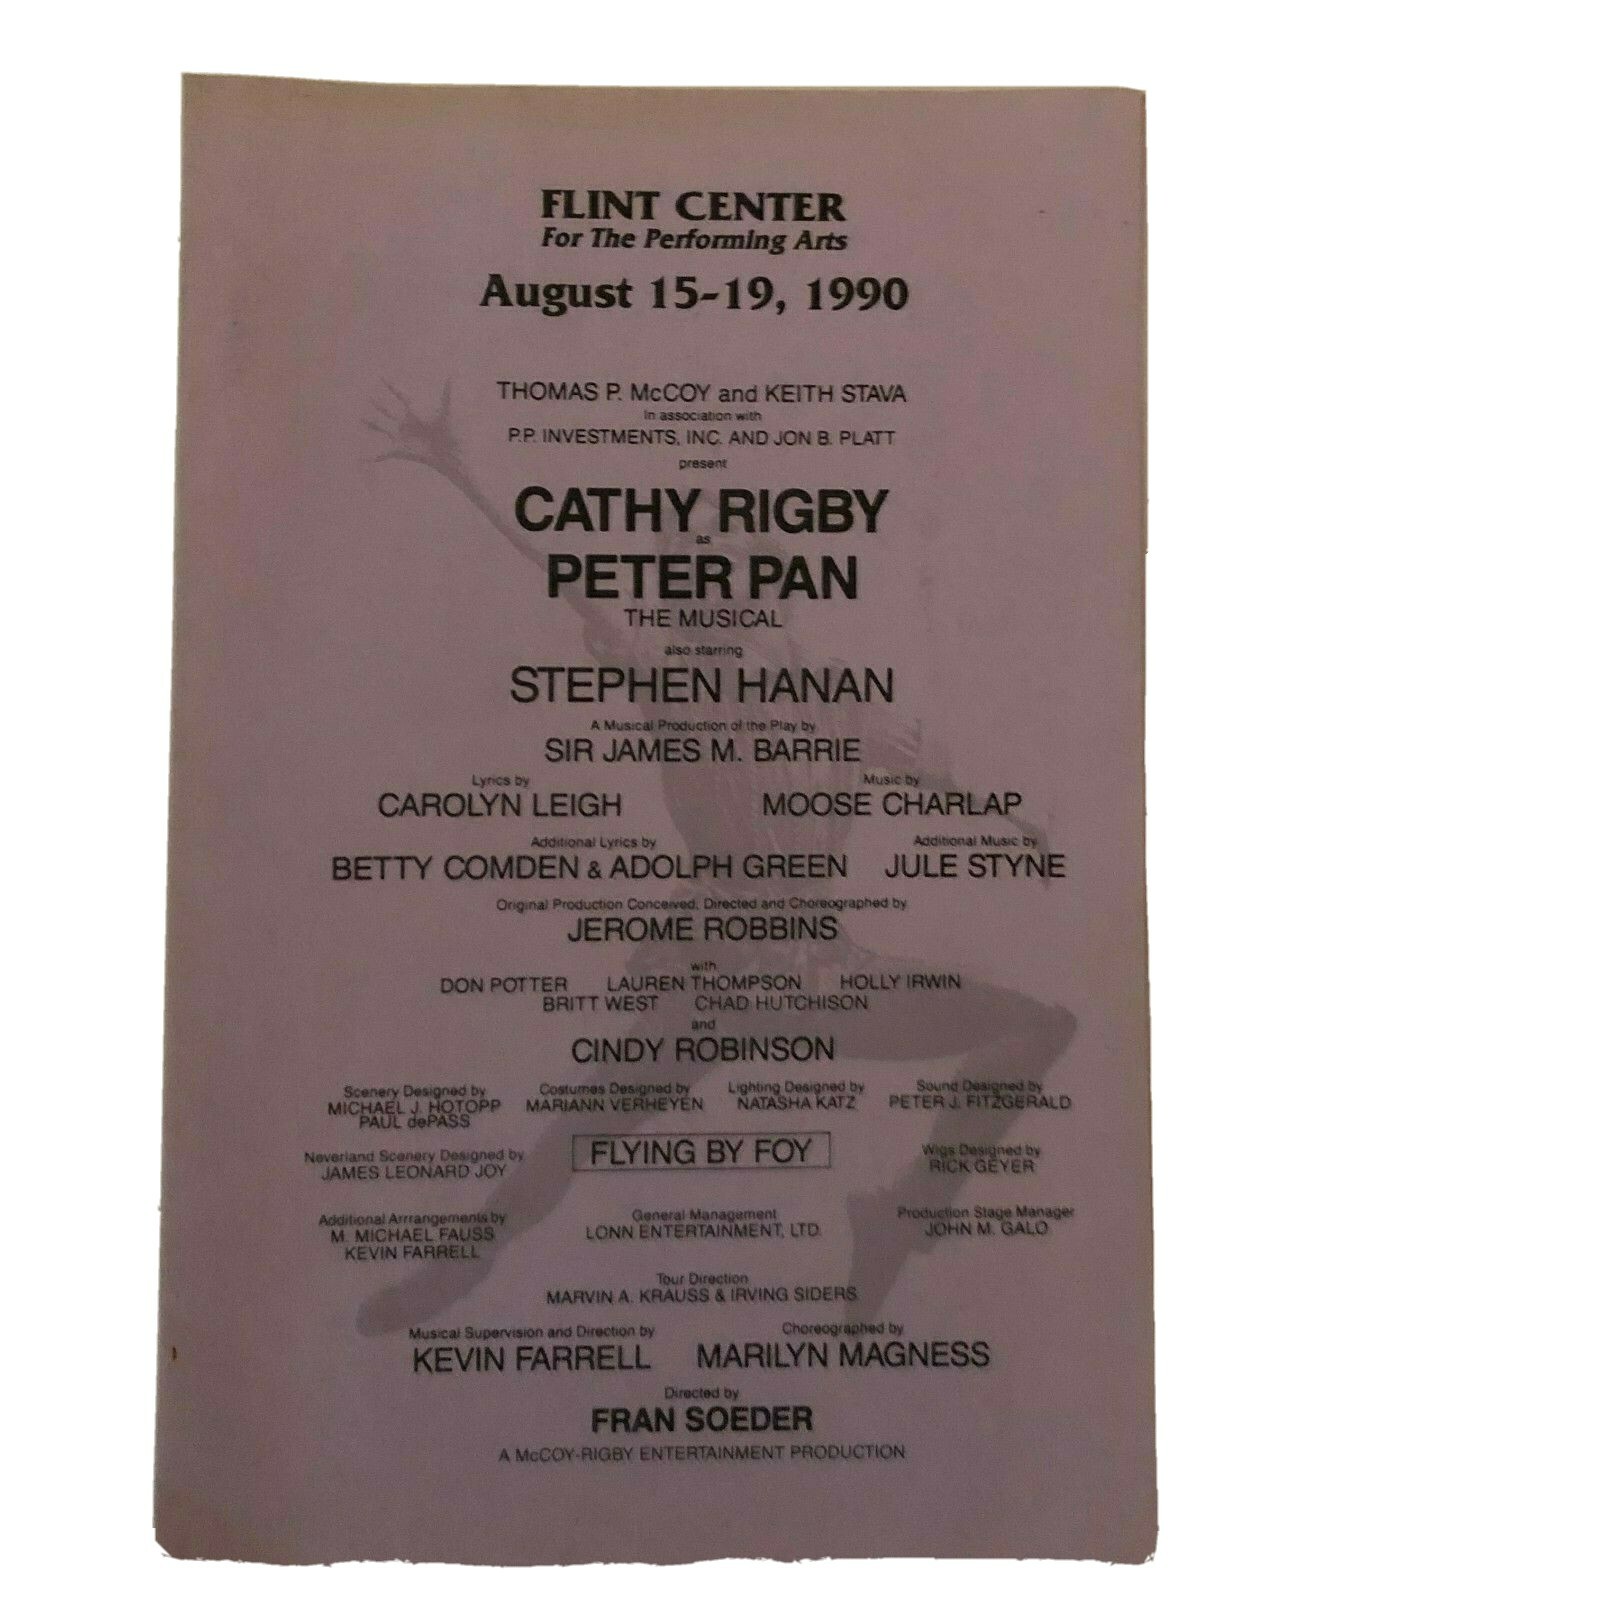 FLINT CENTER
For The Performing Arts
August 15-19, 1990
THOMAS P. McCOY and KEITH STAVA
In association with
P.P. INVESTMENTS, INC. AND JON B. PLATT
present
CATHY RIGBY
as
PETER PAN
THE MUSICAL
also starring
STEPHEN HANAN
A Musical Production of the Play by
SIR JAMES M. BARRIE
Lyrics by Music by
CAROLYN LEIGH MOOSE CHARLAP
Additional Lyrics by Additional Music by
BETTY COMDEN & ADOLPH GREEN JULE STYNE
Original Production Conceived, Directed and Choreographed by
JEROME ROBBINS
with
DON POTTER LAUREN THOMPSON HOLLY IRWIN
BRITT WEST CHAD HUTCHISON
and
CINDY ROBINSON
Scenery Designed by Costumes Designed by Lighting Designed by Sound Designed by
MICHAEL J. HOTOPP MARIANN VERHEYEN NATASHA KATZ PETER J. FITZGERALD
PAUL dePASS
Neverland Scenery Designed by FLYING BY FOY Wigs Designed by
JAMES LEONARD JOY RICK GEYER
Additional Arrrangements by General Management Production Stage Manager
M. MICHAEL FAUSS LONN ENTERTAINMENT, LTD. JOHN M. GALO
KEVIN FARRELL
Tour Direction
MARVIN A. KRAUSS & IRVING SIDERS
Musical Supervision and Direction by Choreographed by
KEVIN FARRELL MARILYN MAGNESS
Directed by
FRAN SOEDER
A McCOY-RIGBY ENTERTAINMENT PRODUCTION